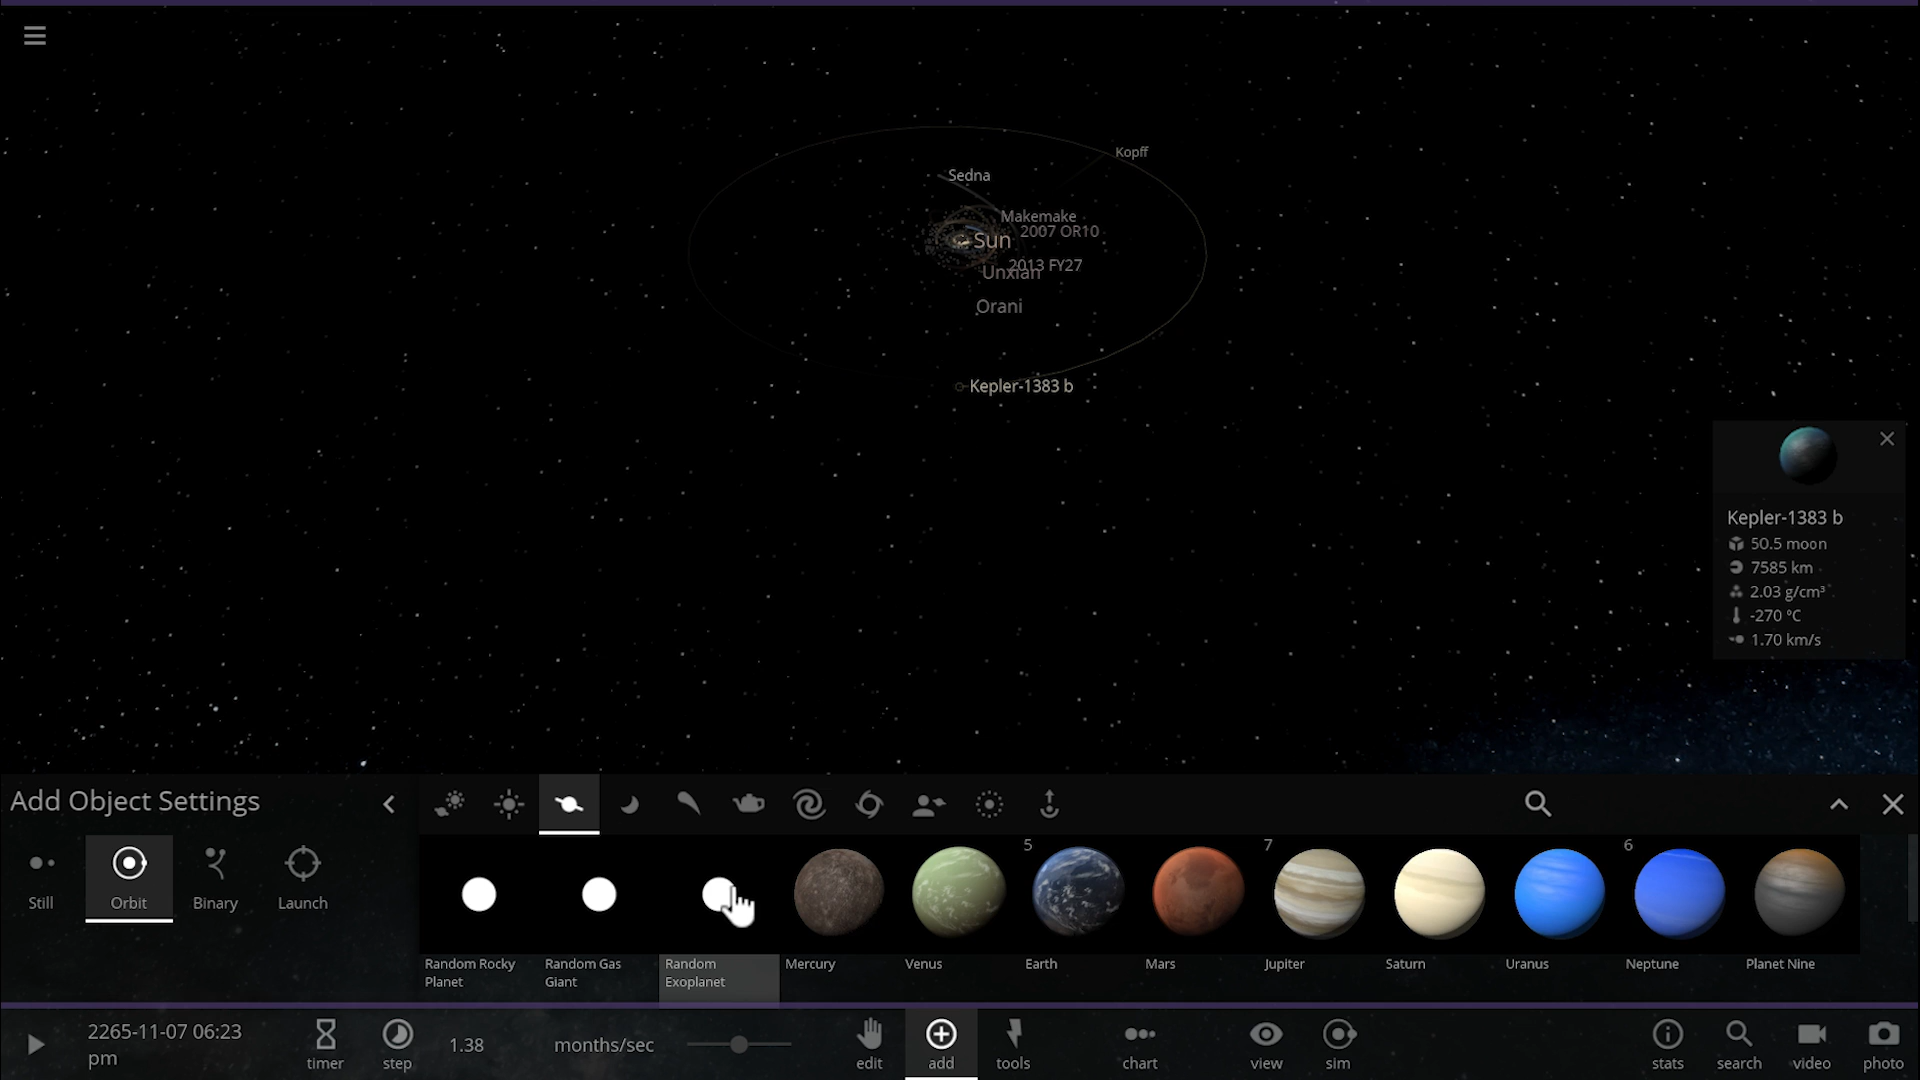 Kopff
Sedna
Makemake
2007 OR10
Sun
2013 FY27
Unxian
Orani
Kepler-1383 b
Kepler-1383 b
50.5 moon
7585 km
2.03 g/cm³
-270 °C
1.70 km/s
Add Object Settings
Still
Orbit
Binary
Launch
5
7
6
Random Rocky
Planet
Random Gas
Giant
Random
Exoplanet
Mercury
Venus
Earth
Mars
Jupiter
Saturn
Uranus
Neptune
Planet Nine
2265-11-07 06:23
pm
timer
step
1.38
months/sec
edit
add
tools
chart
view
sim
stats
search
video
photo